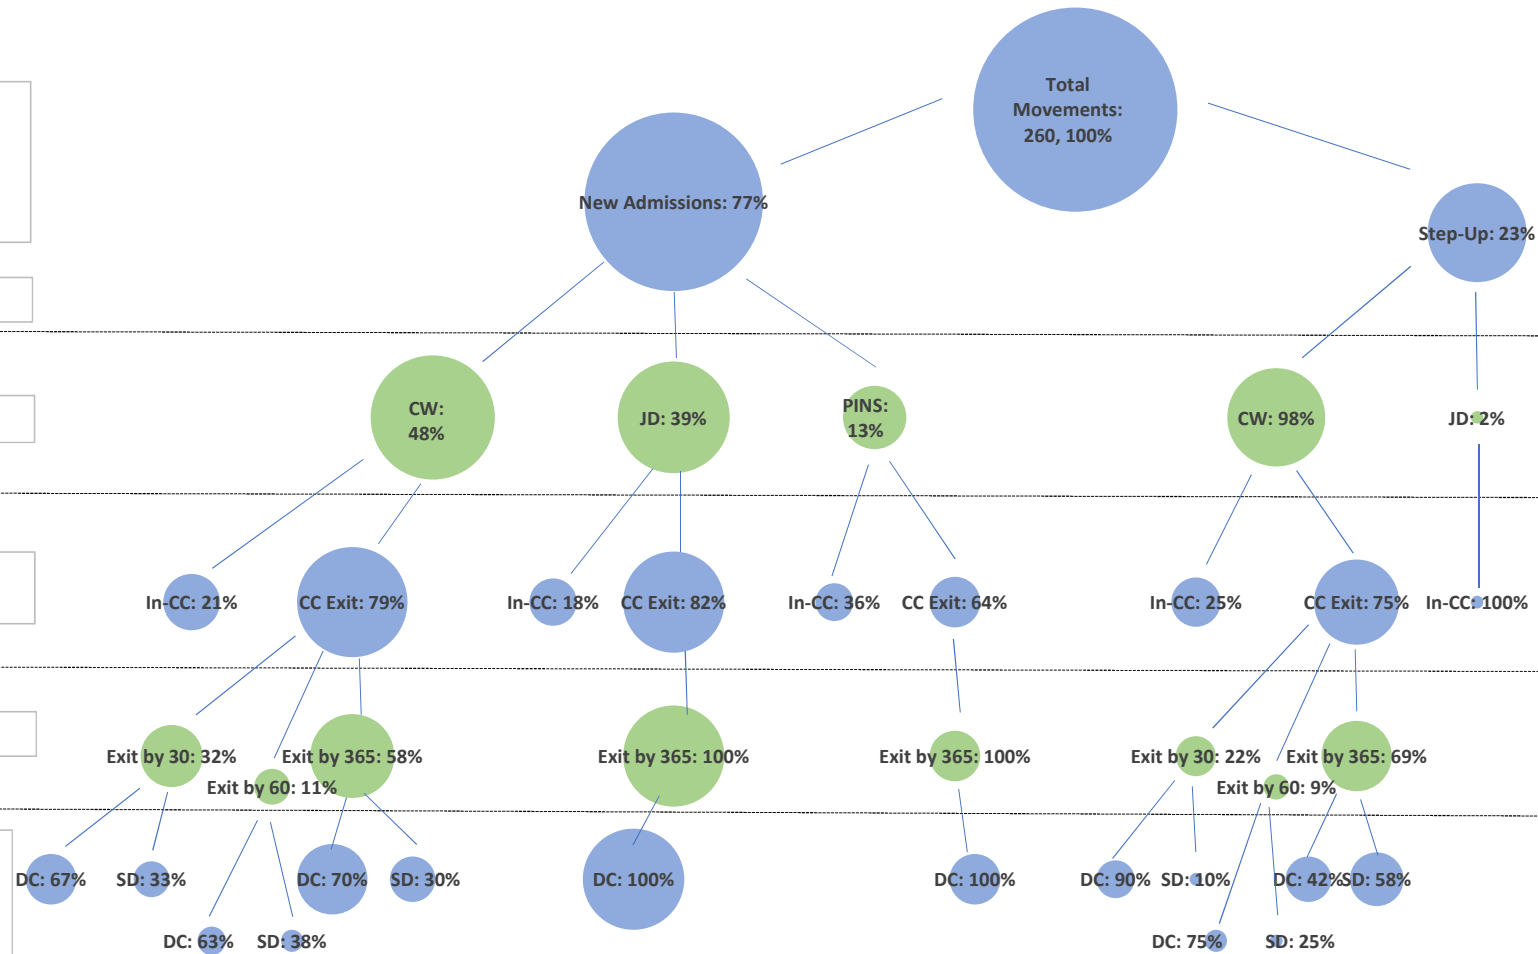 Total
Movements:
260, 100%
New Admissions: 77%
Step-Up: 23%
CW:
48%
JD: 39%
PINS:
13%
CW: 98%
JD: 2%
In-CC: 21%
CC Exit: 79%
In-CC: 18%
CC Exit: 82%
In-CC: 36%
CC Exit: 64%
In-CC: 25%
CC Exit: 75%
In-CC: 100%
Exit by 30: 32%
Exit by 60: 11%
Exit by 365: 58%
Exit by 365: 100%
Exit by 365: 100%
Exit by 30: 22%
Exit by 60: 9%
Exit by 365: 69%
DC: 67%
SD: 33%
DC: 63%
SD: 38%
DC: 70%
SD: 30%
DC: 100%
DC: 100%
DC: 90%
SD: 10%
DC: 75%
SD: 25%
DC: 42%
SD: 58%